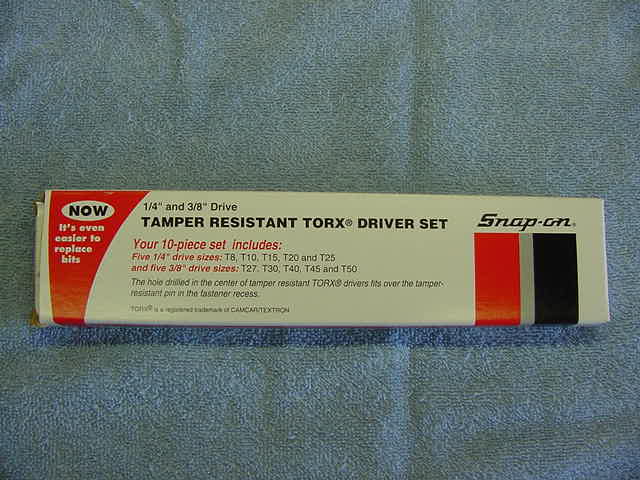 NOW
It's even
easier to
replace
bits
1/4" and 3/8" Drive
TAMPER RESISTANT TORX® DRIVER SET
Your 10-piece set includes:
Five 1/4" drive sizes: T8, T10, T15, T20 and T25
and five 3/8" drive sizes: T27, T30, T40, T45 and T50
The hole drilled in the center of tamper resistant TORX® drivers fits over the tamper-
resistant pin in the fastener recess.
TORX® is a registered trademark of CAMCAR/TEXTRON
Snap-on®